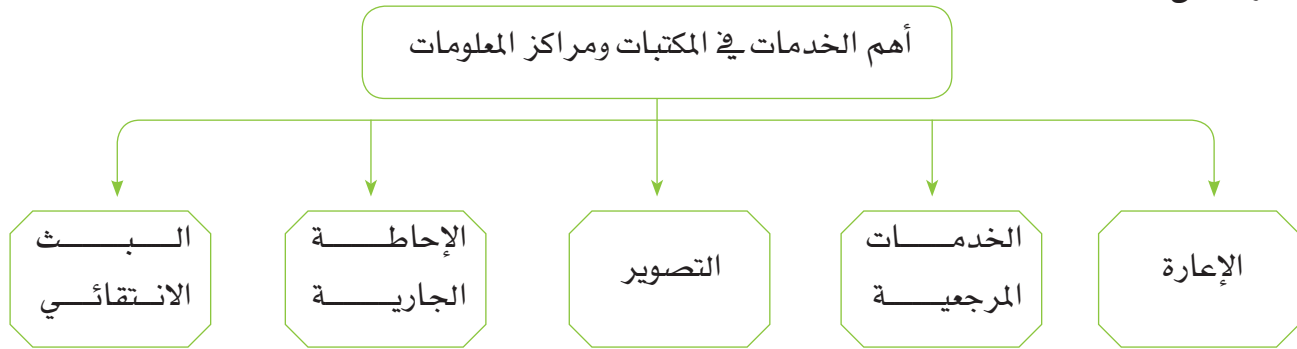 أهم الخدمات في المكتبات ومراكز المعلومات
الإعارة
الخدمات
المرجعية
التصوير
الإحاطة
الجارية
البث
الانتقائي